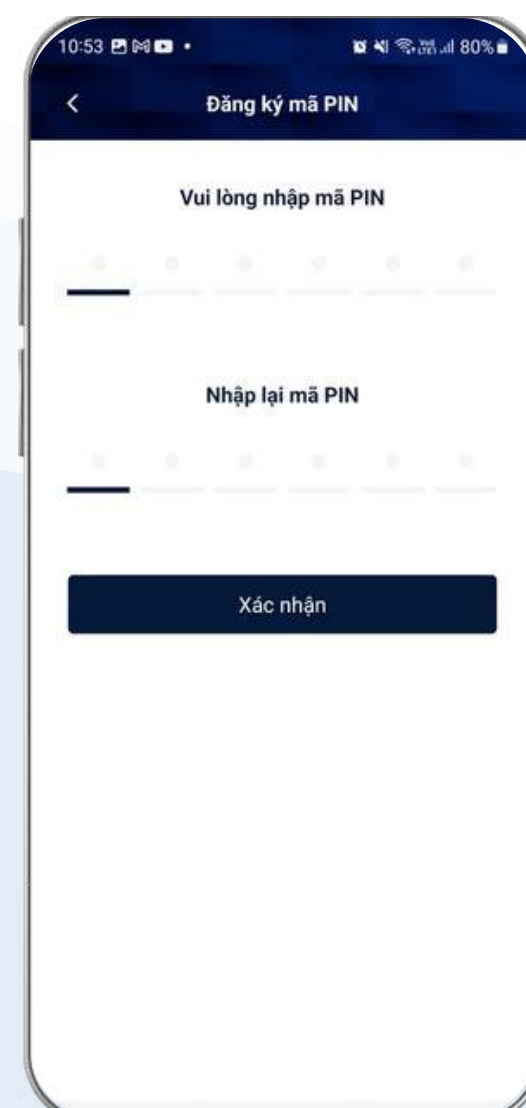 10:53 80%
Đăng ký mã PIN
Vui lòng nhập mã PIN
Nhập lại mã PIN
Xác nhận